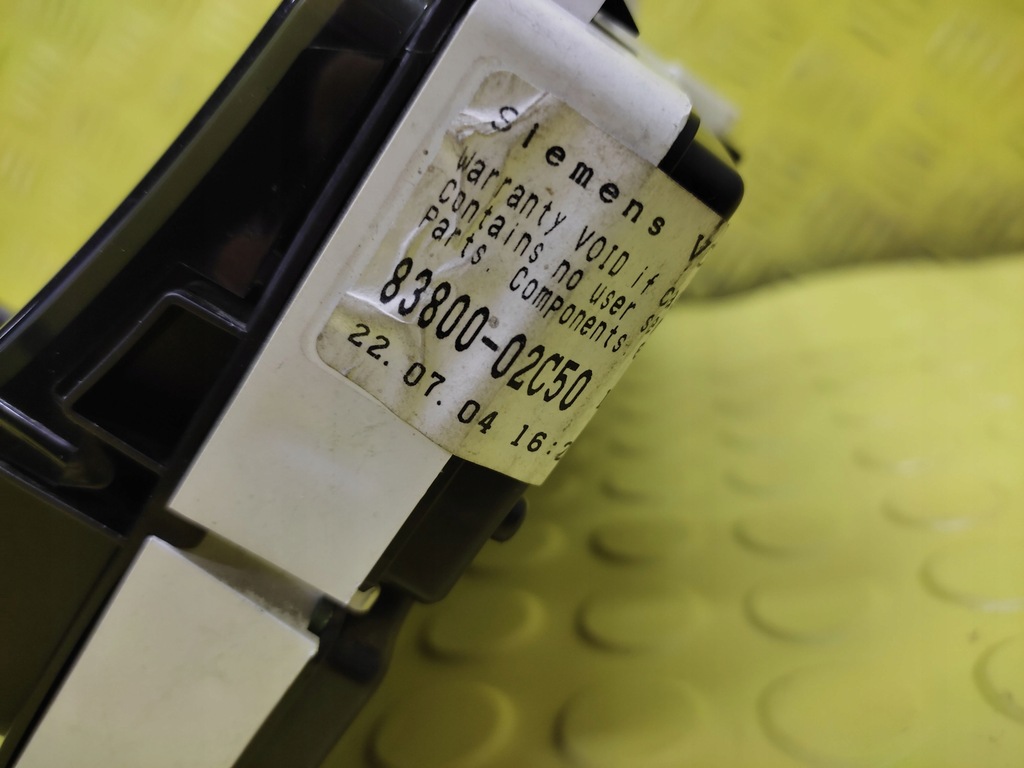 Siemens
Warranty VOID if
Contains no user
Parts. Components
83800-02C50
22.07.04 16: